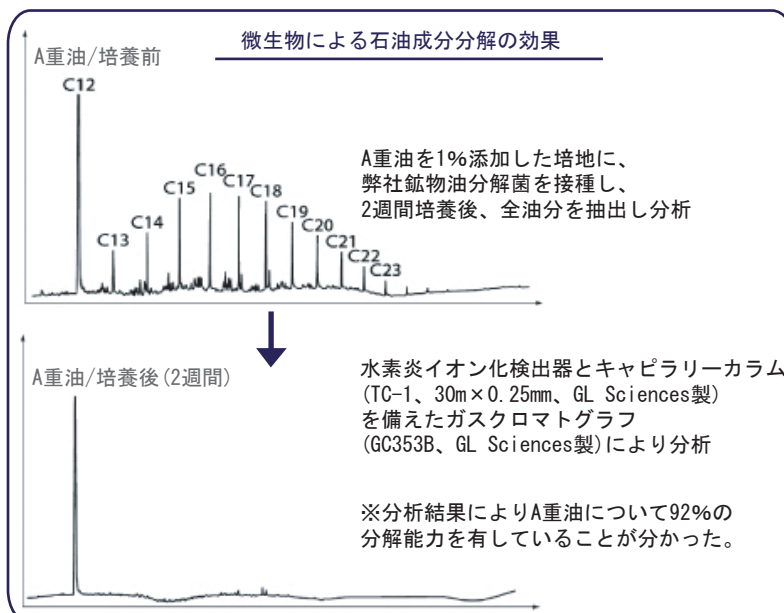 微生物による石油成分分解の効果
A重油/培養前
C12
C13
C14
C15
C16
C17
C18
C19
C20
C21
C22
C23
A重油を1%添加した培地に、
弊社鉱物油分解菌を接種し、
2週間培養後、全油分を抽出し分析
A重油/培養後(2週間)
水素炎イオン化検出器とキャピラリーカラム
(TC-1、30m×0.25mm、GL Sciences製)
を備えたガスクロマトグラフ
(GC353B、GL Sciences製)により分析
※分析結果によりA重油について92%の
分解能力を有していることが分かった。